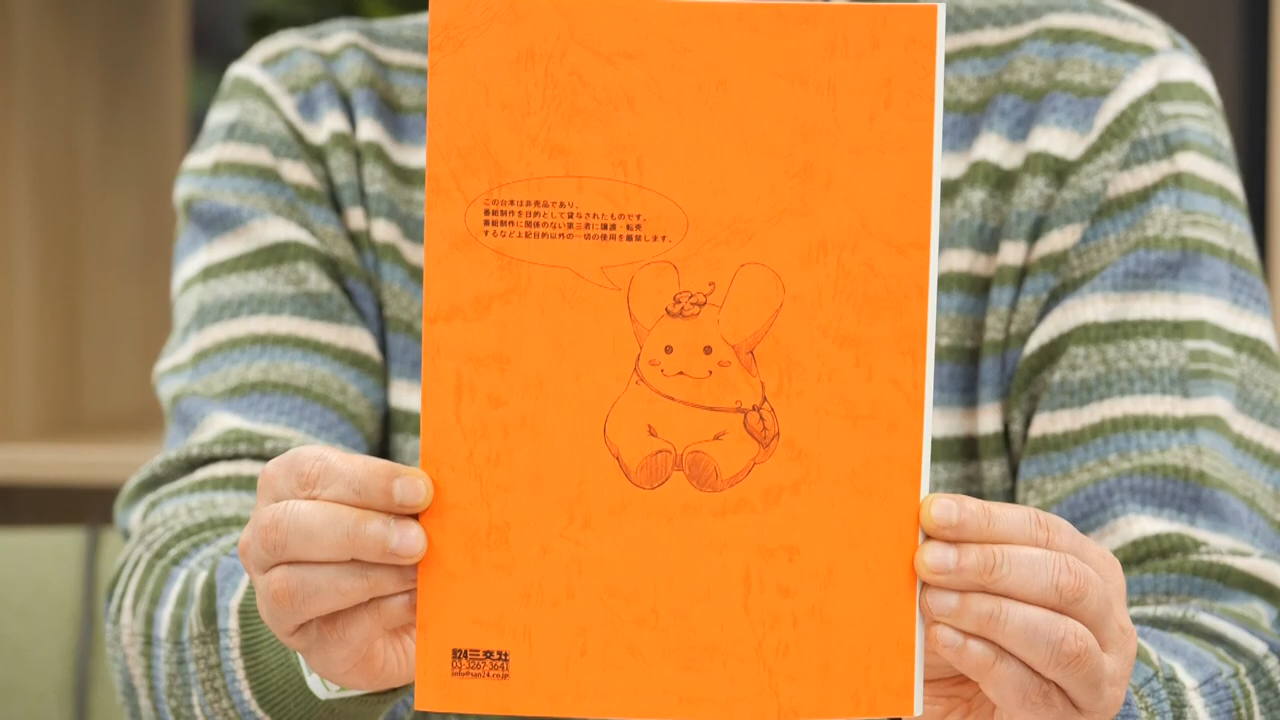 この台本は非売品であり、
番組制作を目的として貸与されたものです。
番組制作に関係のない第三者に譲渡・転売
するなど上記目的以外の一切の使用を厳禁します。
24三交社
03-3267-3641
info@san24.co.jp